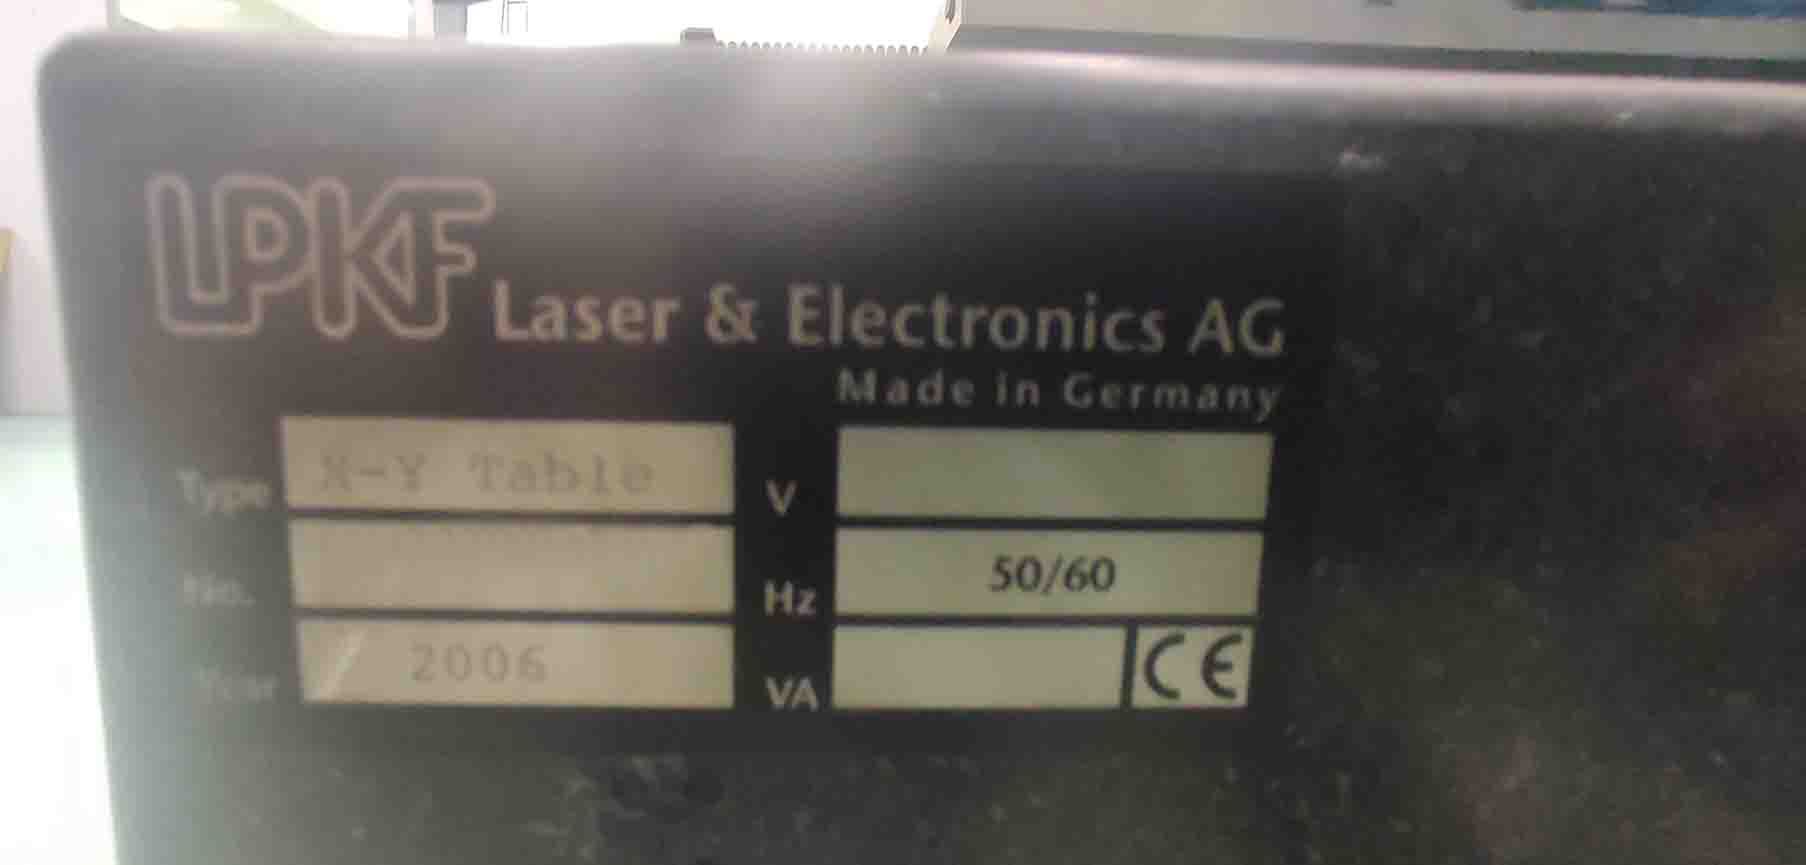 LPKF Laser & Electronics AG
Made in Germany
Type X-Y Table V
No. Hz 50/60
Year 2006 VA CE